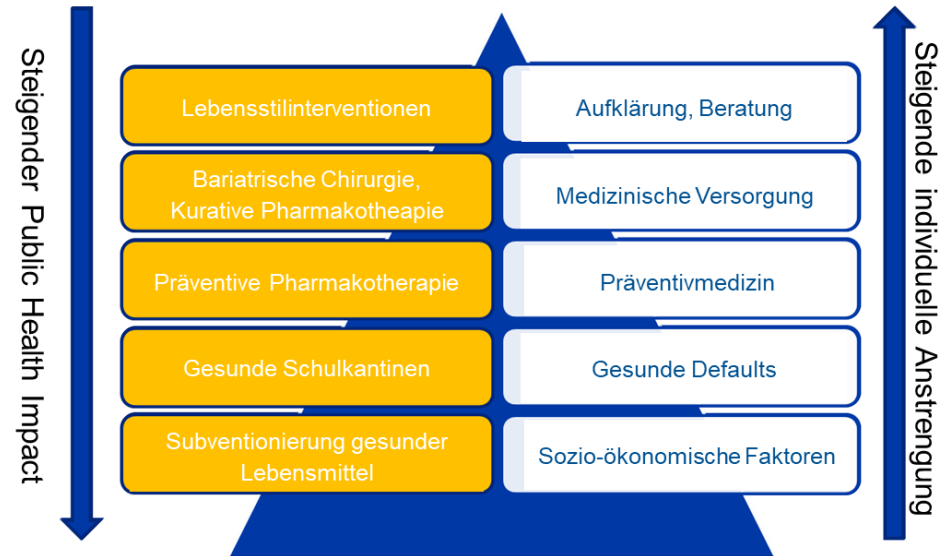 Steigender Public Health Impact
Lebensstilinterventionen
Aufklärung, Beratung
Bariatrische Chirurgie,
Kurative Pharmakotheapie
Medizinische Versorgung
Präventive Pharmakotherapie
Präventivmedizin
Gesunde Schulkantinen
Gesunde Defaults
Subventionierung gesunder
Lebensmittel
Sozio-ökonomische Faktoren
Steigende individuelle Anstrengung